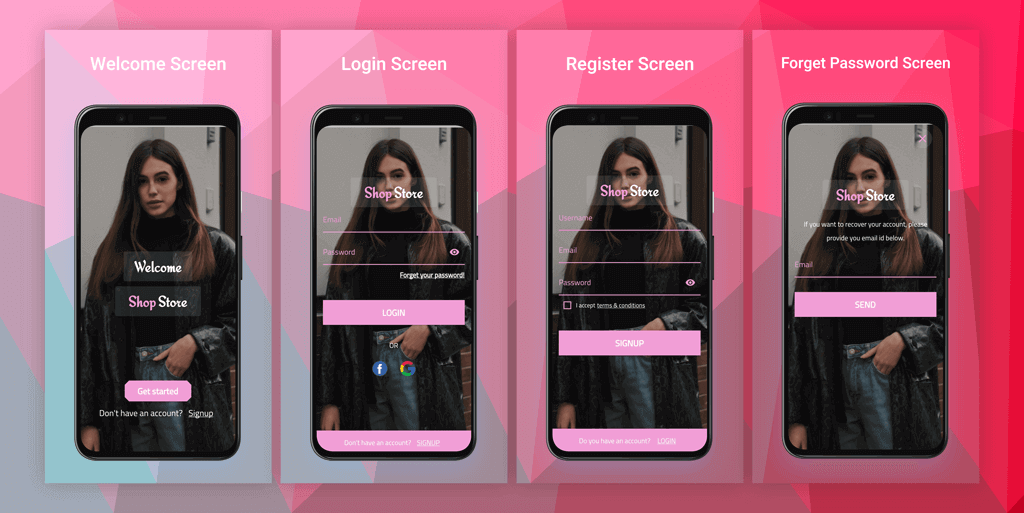 Welcome Screen
Welcome
Shop Store
Get started
Don't have an account? Signup
Login Screen
Shop Store
Email
Password
Forget your password!
LOGIN
OR
Don't have an account? SIGNUP
Register Screen
Shop Store
Username
Email
Password
I accept terms & conditions
SIGNUP
Do you have an account? LOGIN
Forget Password Screen
Shop Store
If you want to recover your account, please
provide you email id below.
Email
SEND